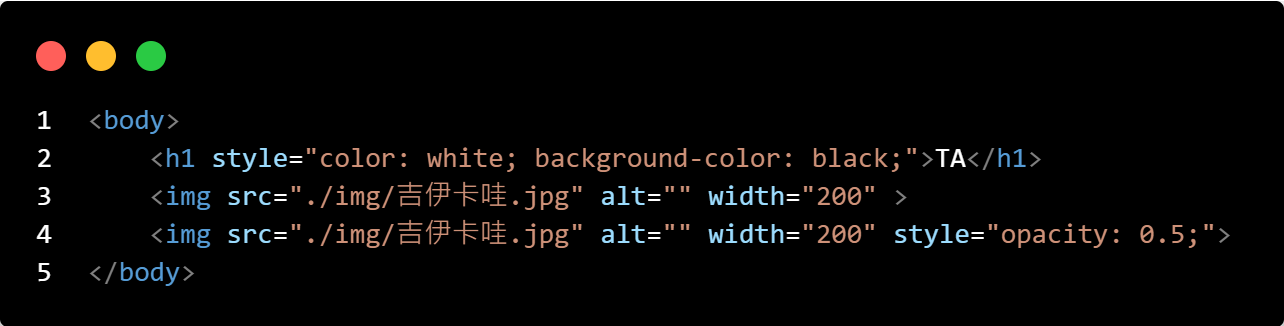 1 <body>
2     <h1 style="color: white; background-color: black;">TA</h1>
3     <img src="./img/吉伊卡哇.jpg" alt="" width="200" >
4     <img src="./img/吉伊卡哇.jpg" alt="" width="200" style="opacity: 0.5;">
5 </body>